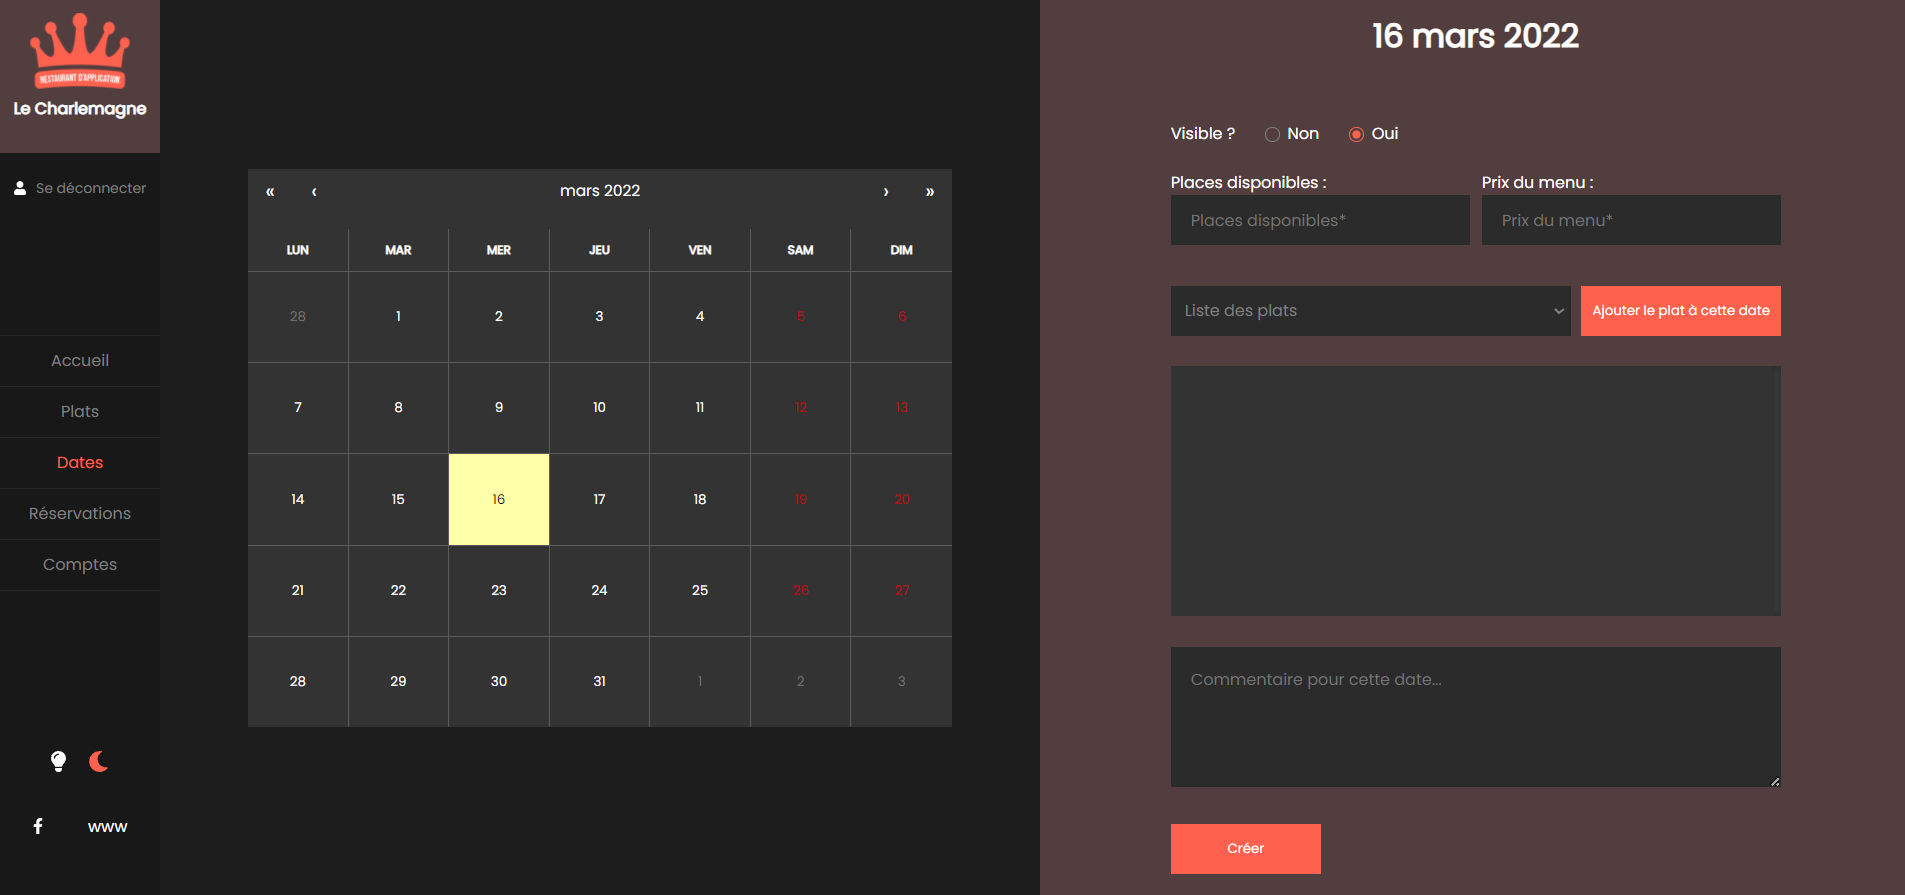 RESTAURANT D'APPLICATION
Le Charlemagne
Se déconnecter
Accueil
Plats
Dates
Réservations
Comptes
www
« ‹ mars 2022 › »
LUN MAR MER JEU VEN SAM DIM
28 1 2 3 4 5 6
7 8 9 10 11 12 13
14 15 16 17 18 19 20
21 22 23 24 25 26 27
28 29 30 31 1 2 3
16 mars 2022
Visible ? Non Oui
Places disponibles : Prix du menu :
Places disponibles* Prix du menu*
Liste des plats Ajouter le plat à cette date
Commentaire pour cette date...
Créer